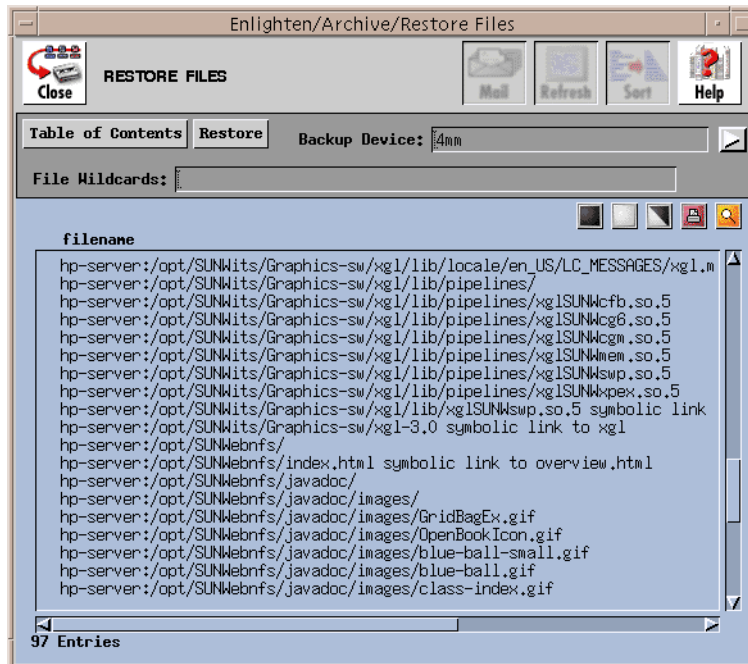 Enlighten/Archive/Restore Files
Close
RESTORE FILES
Mail
Refresh
Sort
Help
Table of Contents
Restore
Backup Device: 4mm
File Wildcards:
filename
hp-server:/opt/SUNWits/Graphics-sw/xgl/lib/locale/en_US/LC_MESSAGES/xgl.m
hp-server:/opt/SUNWits/Graphics-sw/xgl/lib/pipelines/
hp-server:/opt/SUNWits/Graphics-sw/xgl/lib/pipelines/xglSUNWcfb.so.5
hp-server:/opt/SUNWits/Graphics-sw/xgl/lib/pipelines/xglSUNWcg6.so.5
hp-server:/opt/SUNWits/Graphics-sw/xgl/lib/pipelines/xglSUNWcgm.so.5
hp-server:/opt/SUNWits/Graphics-sw/xgl/lib/pipelines/xglSUNWmem.so.5
hp-server:/opt/SUNWits/Graphics-sw/xgl/lib/pipelines/xglSUNWswp.so.5
hp-server:/opt/SUNWits/Graphics-sw/xgl/lib/pipelines/xglSUNWxpex.so.5
hp-server:/opt/SUNWits/Graphics-sw/xgl/lib/xglSUNWswp.so.5 symbolic link
hp-server:/opt/SUNWits/Graphics-sw/xgl-3.0 symbolic link to xgl
hp-server:/opt/SUNWebnfs/
hp-server:/opt/SUNWebnfs/index.html symbolic link to overview.html
hp-server:/opt/SUNWebnfs/javadoc/
hp-server:/opt/SUNWebnfs/javadoc/images/
hp-server:/opt/SUNWebnfs/javadoc/images/GridBagEx.gif
hp-server:/opt/SUNWebnfs/javadoc/images/OpenBookIcon.gif
hp-server:/opt/SUNWebnfs/javadoc/images/blue-ball-small.gif
hp-server:/opt/SUNWebnfs/javadoc/images/blue-ball.gif
hp-server:/opt/SUNWebnfs/javadoc/images/class-index.gif
97 Entries